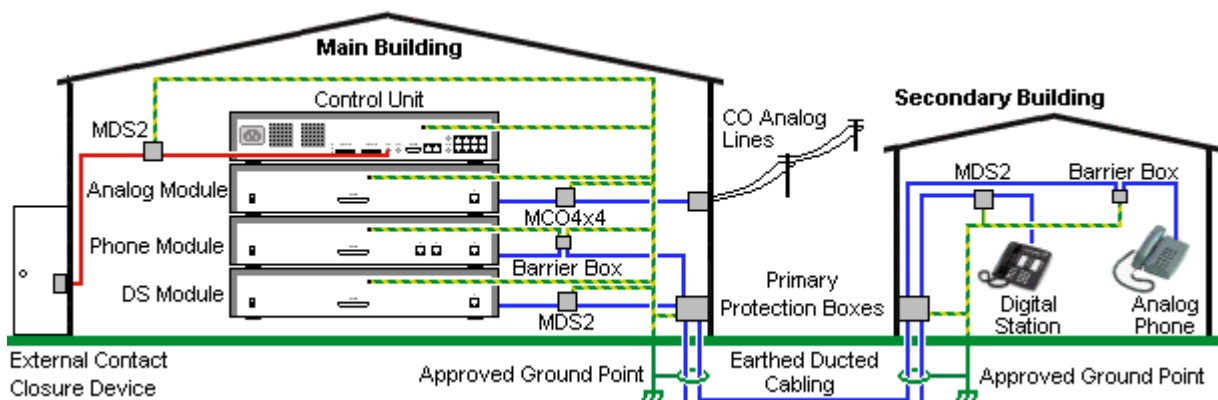 Main Building
Control Unit
MDS2
Analog Module
Phone Module
DS Module
MCO4x4
Barrier Box
MDS2
CO Analog
Lines
Primary
Protection Boxes
Secondary Building
MDS2
Barrier Box
Digital
Station
Analog
Phone
External Contact
Closure Device
Approved Ground Point
Earthed Ducted
Cabling
Approved Ground Point